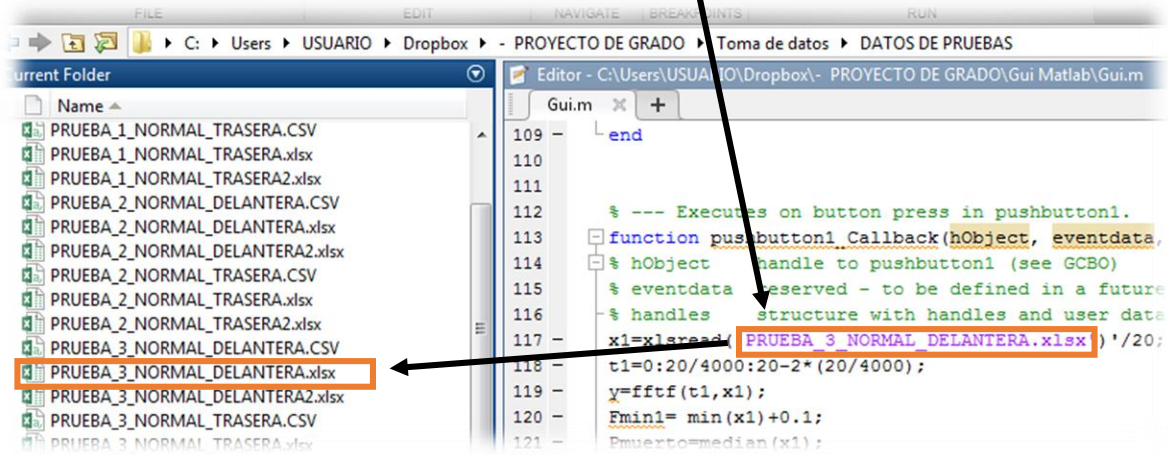 FILE EDIT NAVIGATE BREAKPOINTS RUN
C: Users USUARIO Dropbox - PROYECTO DE GRADO Toma de datos DATOS DE PRUEBAS
Current Folder
Name
PRUEBA_1_NORMAL_TRASERA.CSV
PRUEBA_1_NORMAL_TRASERA.xlsx
PRUEBA_1_NORMAL_TRASERA2.xlsx
PRUEBA_2_NORMAL_DELANTERA.CSV
PRUEBA_2_NORMAL_DELANTERA.xlsx
PRUEBA_2_NORMAL_DELANTERA2.xlsx
PRUEBA_2_NORMAL_TRASERA.CSV
PRUEBA_2_NORMAL_TRASERA.xlsx
PRUEBA_2_NORMAL_TRASERA2.xlsx
PRUEBA_3_NORMAL_DELANTERA.CSV
PRUEBA_3_NORMAL_DELANTERA.xlsx
PRUEBA_3_NORMAL_DELANTERA2.xlsx
PRUEBA_3_NORMAL_TRASERA.CSV
PRUEBA_3_NORMAL_TRASERA.xlsx
Editor - C:\Users\USUARIO\Dropbox\- PROYECTO DE GRADO\Gui Matlab\Gui.m
Gui.m
109 - end
110
111
112 % --- Executes on button press in pushbutton1.
113 function pushbutton1_Callback(hObject, eventdata,
114 % hObject handle to pushbutton1 (see GCBO)
115 % eventdata reserved - to be defined in a future
116 % handles structure with handles and user data
117 - x1=xlsread('PRUEBA_3_NORMAL_DELANTERA.xlsx')'/20;
118 - t1=0:20/4000:20-2*(20/4000);
119 - y=fftf(t1,x1);
120 - Fmin1= min(x1)+0.1;
121 - Pmuerto=median(x1);